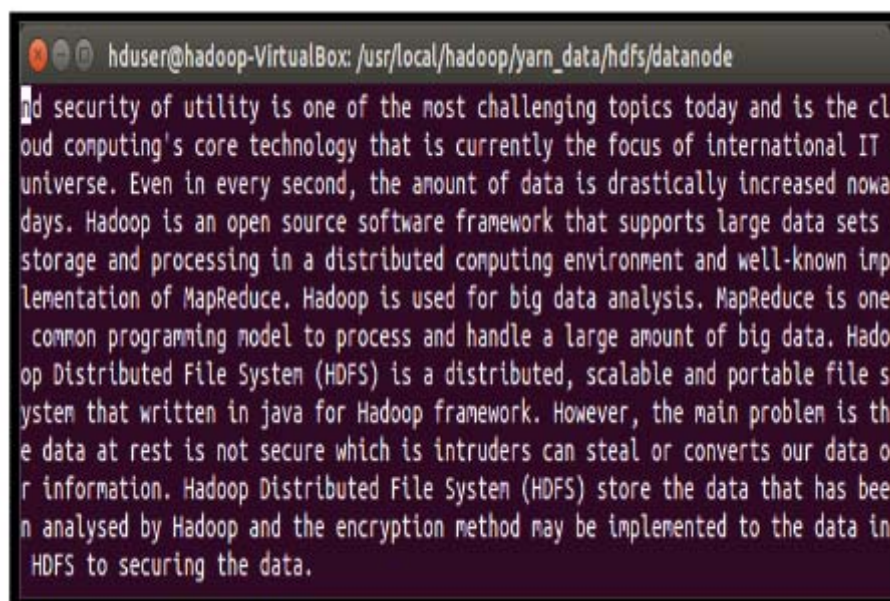 hduser@hadoop-VirtualBox: /usr/local/hadoop/yarn_data/hdfs/datanode
nd security of utility is one of the most challenging topics today and is the cl
oud computing's core technology that is currently the focus of international IT
universe. Even in every second, the amount of data is drastically increased nowa
days. Hadoop is an open source software framework that supports large data sets
storage and processing in a distributed computing environment and well-known imp
lementation of MapReduce. Hadoop is used for big data analysis. MapReduce is one
common programming model to process and handle a large amount of big data. Hado
op Distributed File System (HDFS) is a distributed, scalable and portable file s
ystem that written in java for Hadoop framework. However, the main problem is th
e data at rest is not secure which is intruders can steal or converts our data o
r information. Hadoop Distributed File System (HDFS) store the data that has bee
n analysed by Hadoop and the encryption method may be implemented to the data in
HDFS to securing the data.